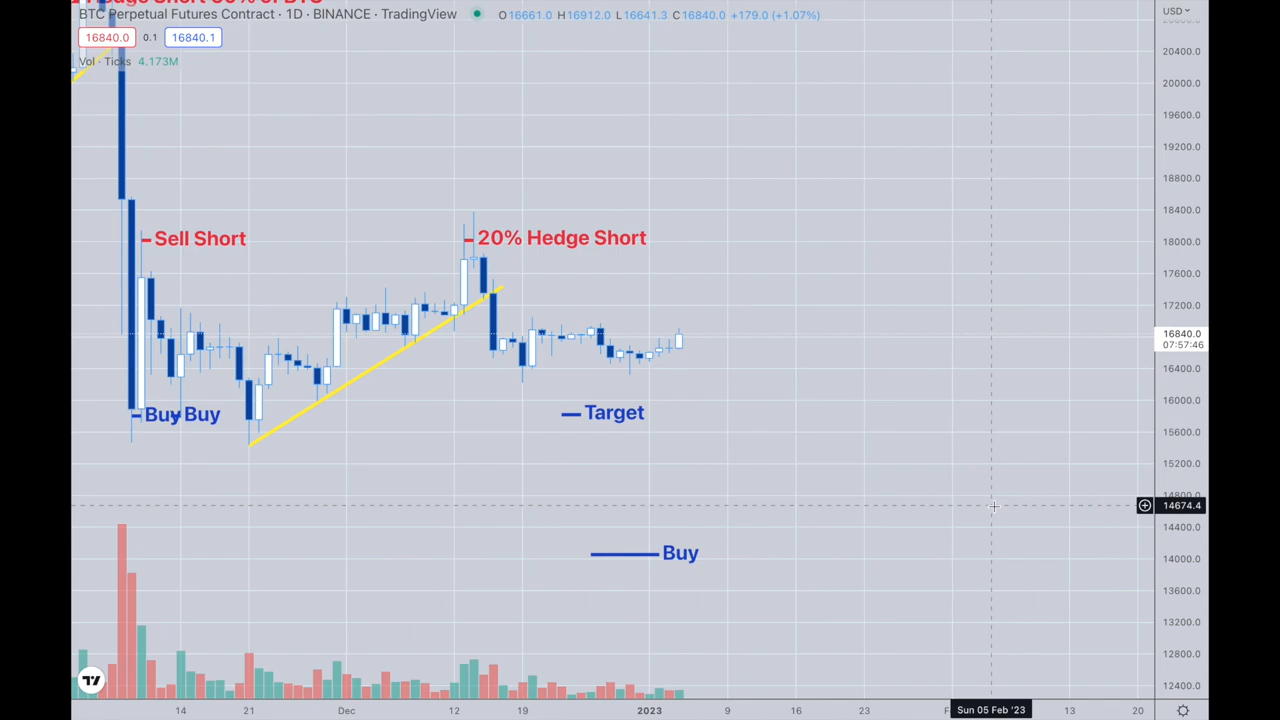 BTC Perpetual Futures Contract · 1D · BINANCE · TradingView O16661.0 H16912.0 L16641.3 C16840.0 +179.0 (+1.07%)
USD
16840.0 0.1 16840.1
Vol · Ticks 4.173M
20400.0
20000.0
19600.0
19200.0
18800.0
18400.0
Sell Short
20% Hedge Short
18000.0
17600.0
17200.0
16840.0
07:57:46
16400.0
16000.0
Buy Buy
Target
15600.0
15200.0
14800.0
14674.4
14400.0
Buy
14000.0
13600.0
13200.0
12800.0
12400.0
14 21 Dec 12 19 2023 9 16 23 Sun 05 Feb '23 13 20